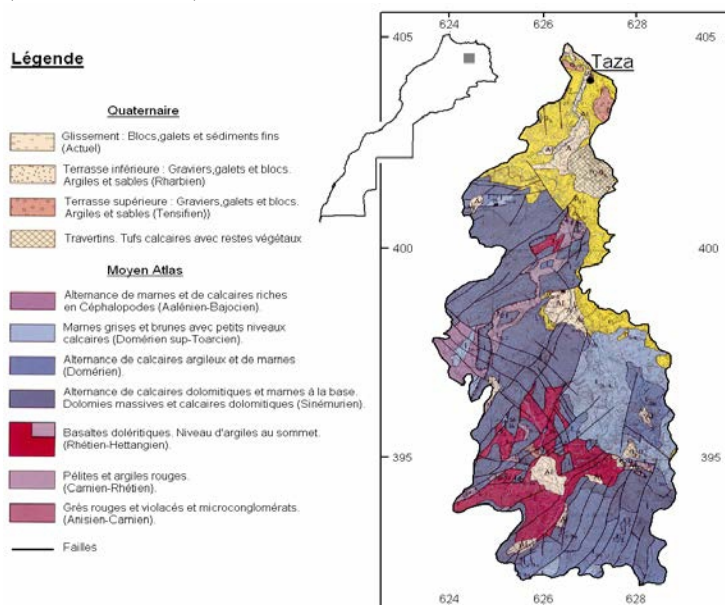 624
626
628
405
405
Taza
Légende
Quaternaire
Glissement : Blocs,galets et sédiments fins
(Actuel)
Terrasse inférieure : Graviers,galets et blocs.
Argiles et sables (Rharbien)
Terrasse supérieure : Graviers,galets et blocs.
Argiles et sables (Tensifien))
Travertins. Tufs calcaires avec restes végétaux
400
400
Moyen Atlas
Alternance de marnes et de calcaires riches
en Céphalopodes (Aalénien-Bajocien).
Marnes grises et brunes avec petits niveaux
calcaires (Domérien sup-Toarcien).
Alternance de calcaires argileux et de marnes
(Domérien).
Alternance de calcaires dolomitiques et marnes à la base.
Dolomies massives et calcaires dolomitiques (Sinémurien).
Basaltes doléritiques. Niveau d'argiles au sommet.
(Rhétien-Hettangien).
395
395
Pélites et argiles rouges.
(Carnien-Rhétien).
Grès rouges et violacés et microconglomérats.
(Anisien-Carnien).
Failles
624
626
628